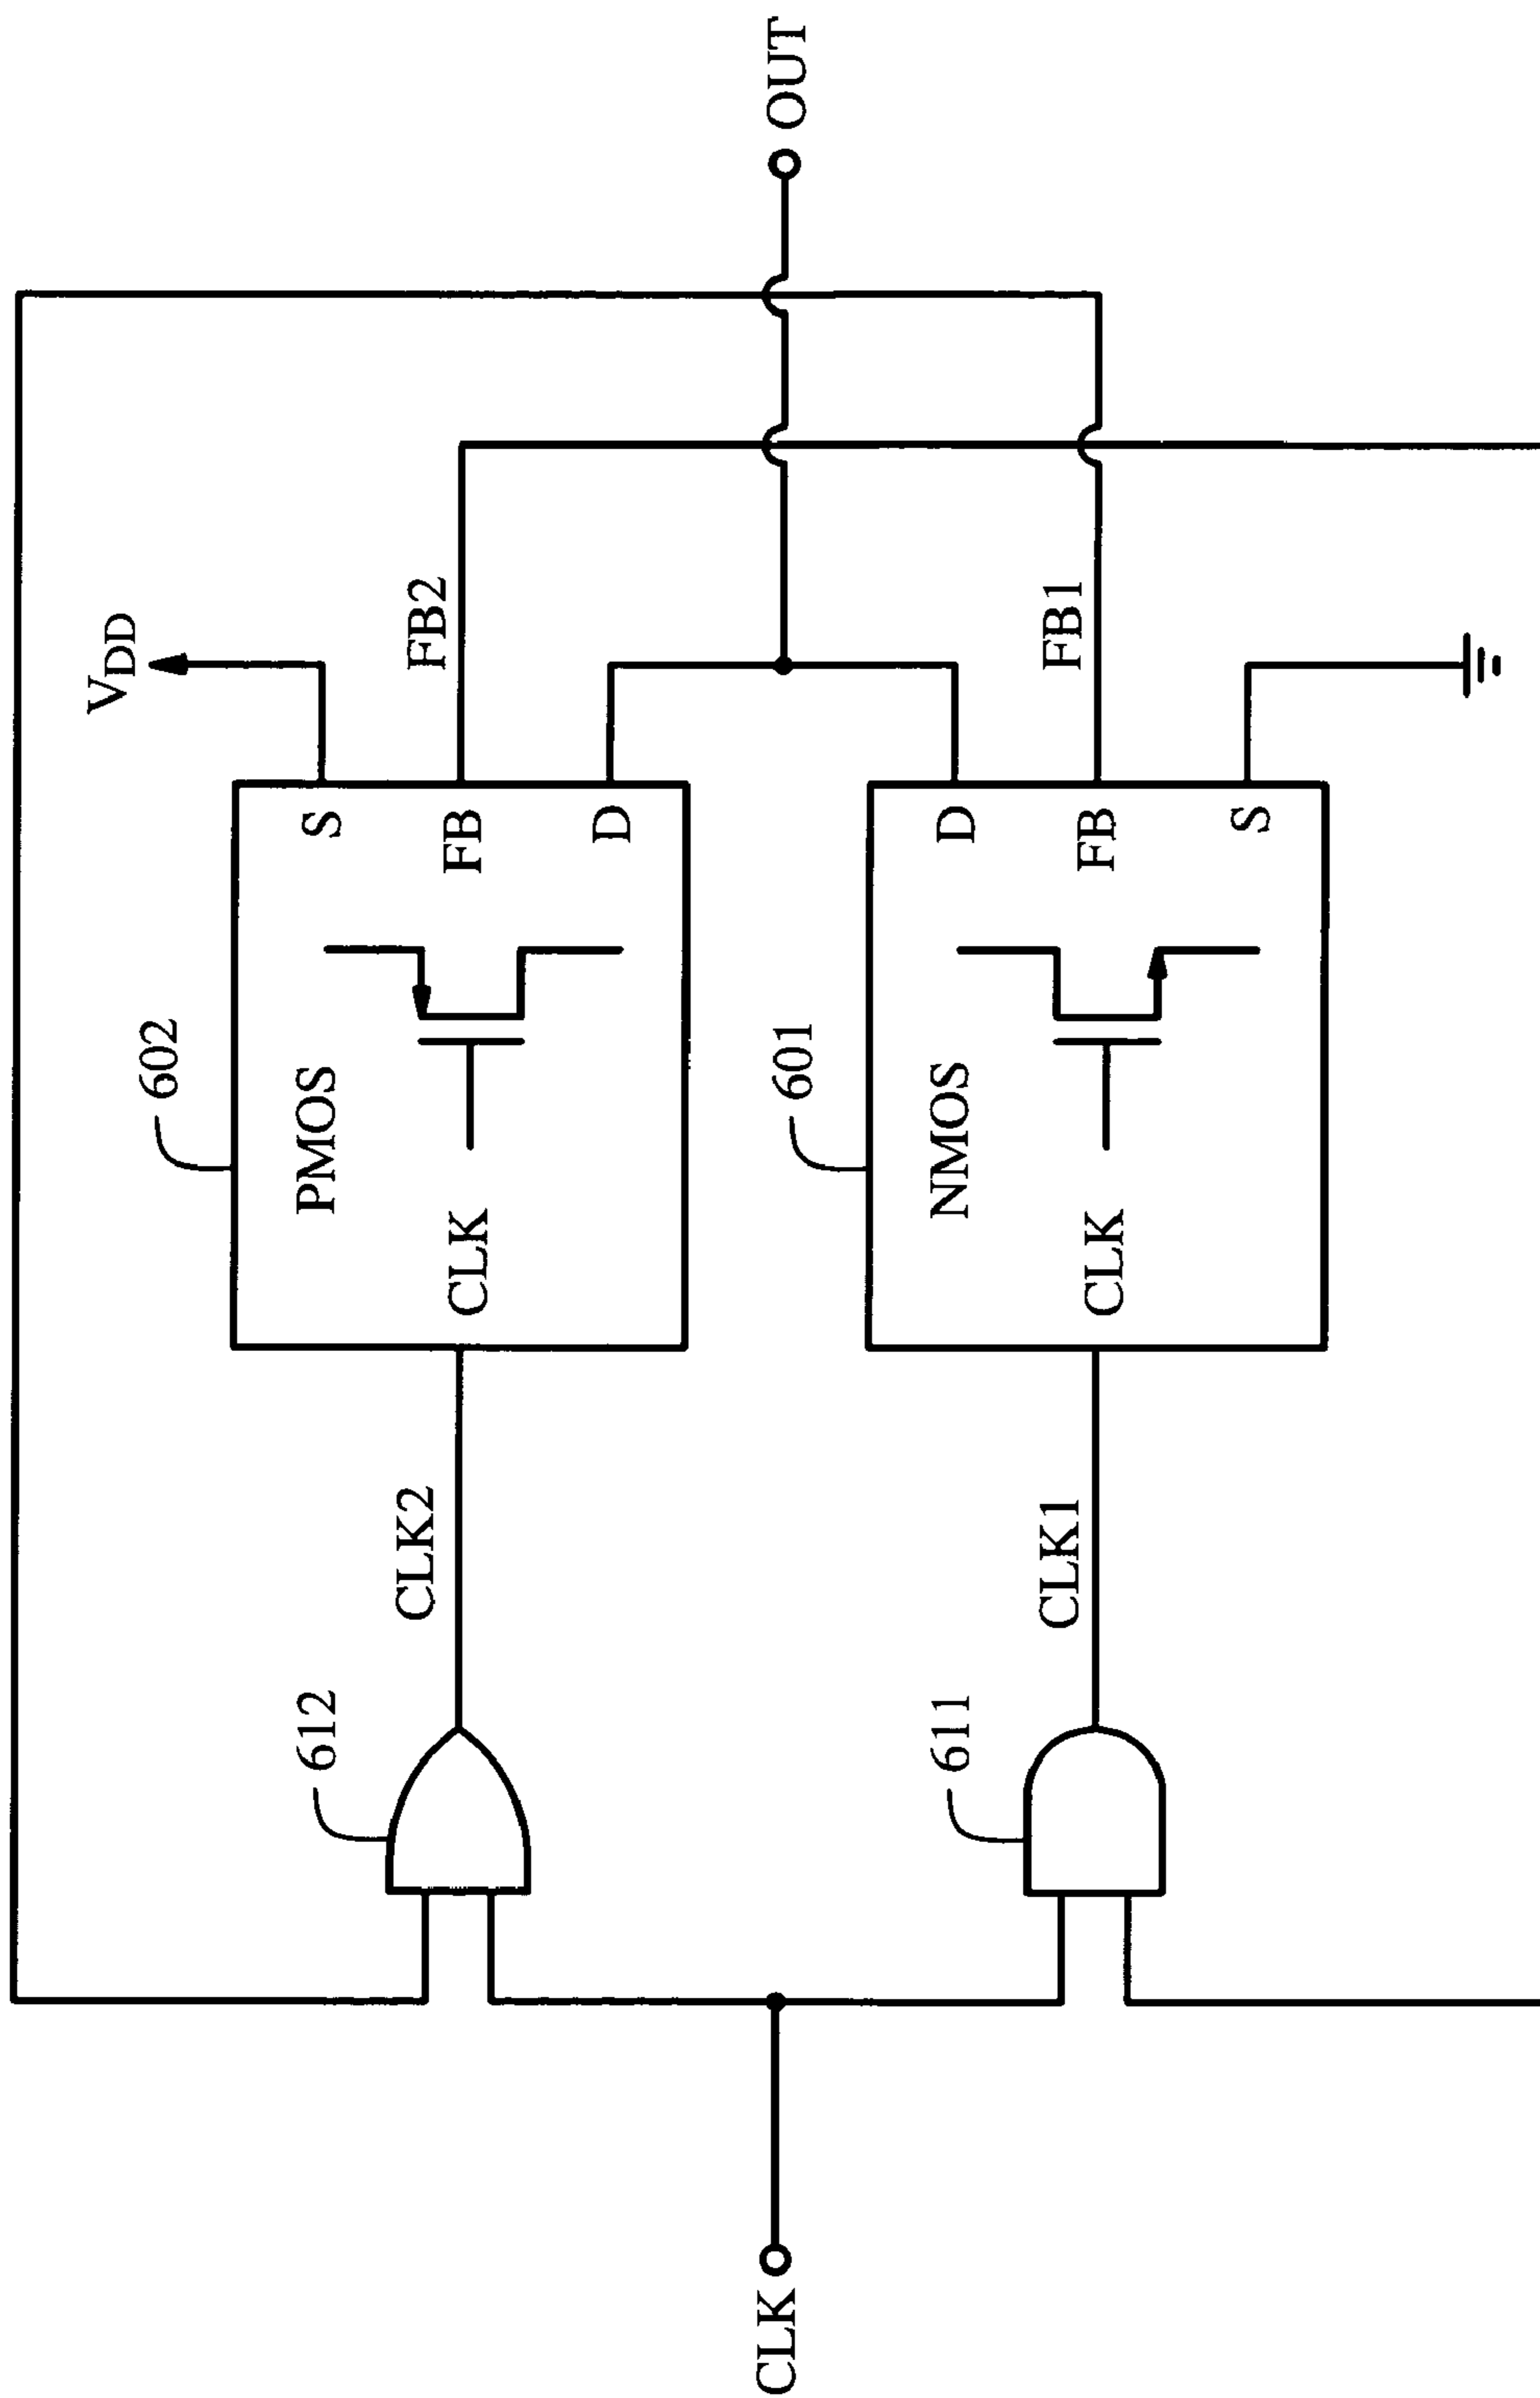 VDD
602
PMOS
S
612
CLK2
CLK
FB
FB2
D
CLK
OUT
601
NMOS
D
611
CLK1
CLK
FB
FB1
S